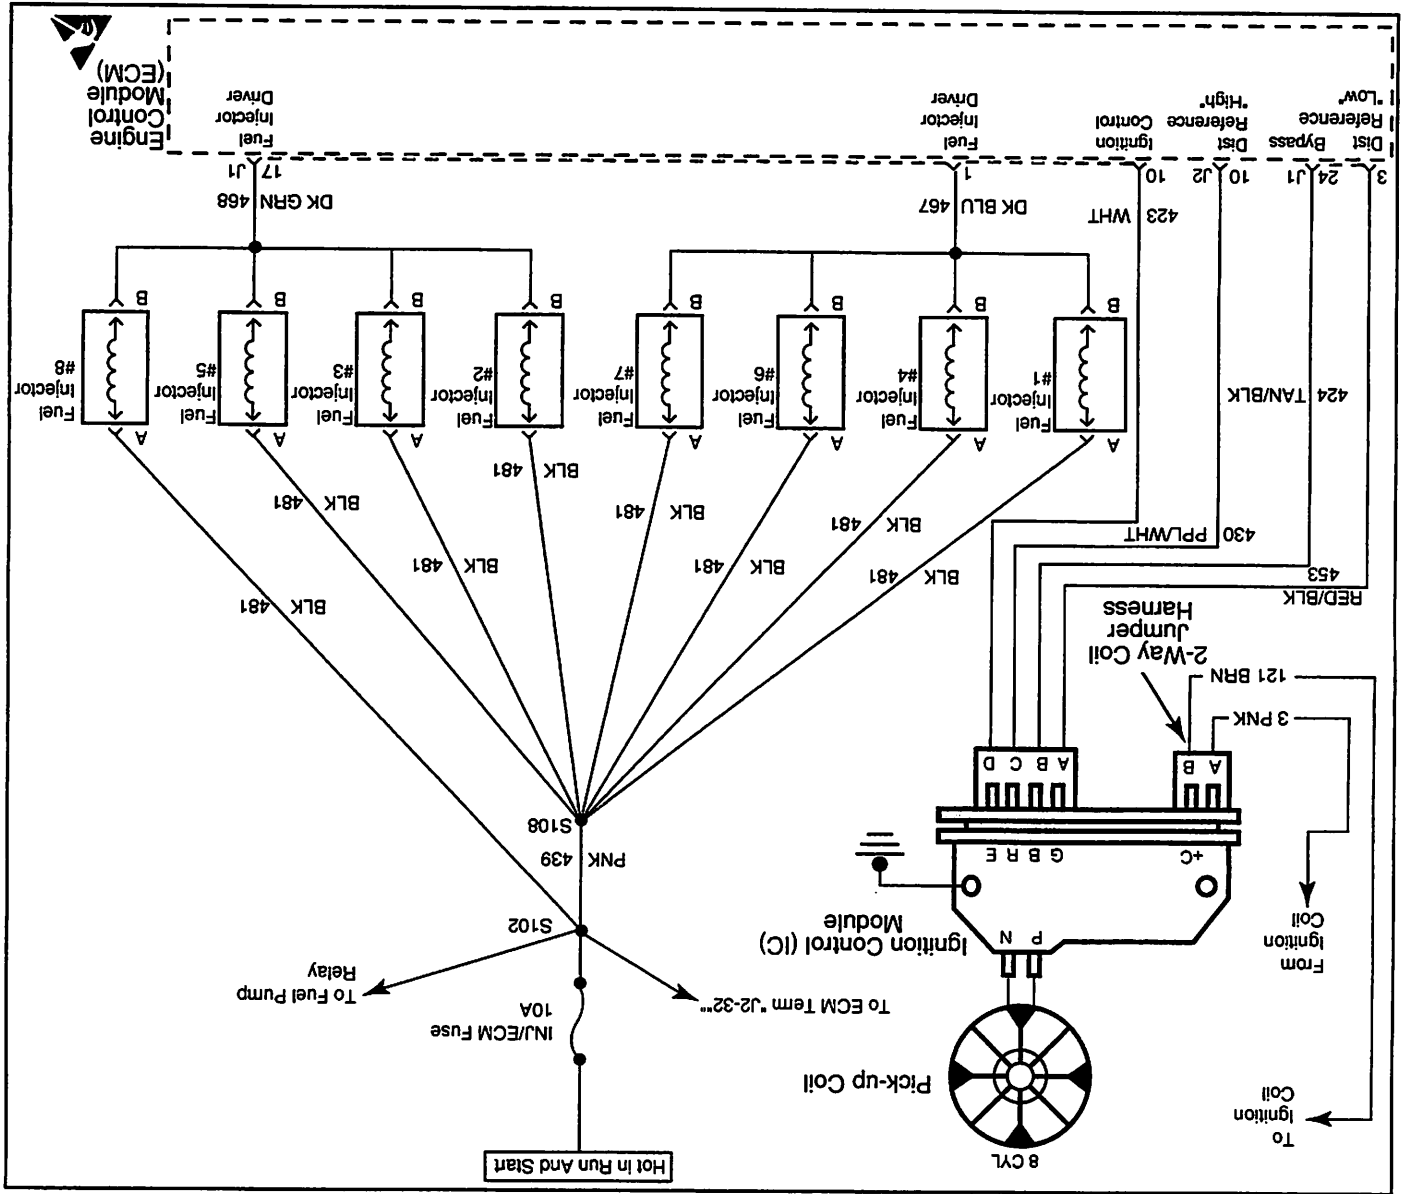 Hot In Run And Start
8 CYL
To
Ignition
Coil
Pick-up Coil
INJ/ECM Fuse
10A
To ECM Term "J2-32""
To Fuel Pump
Relay
From
Ignition
Coil
Ignition Control (IC)
Module
P N
S102
+C
G B R E
PNK 439
S108
A B
A B C D
3 PNK
121 BRN
2-Way Coil
Jumper
Harness
RED/BLK
453
430 PPL/WHT
424 TAN/BLK
423 WHT
BLK 481
BLK 481
BLK 481
BLK 481
BLK 481
BLK 481
BLK 481
BLK 481
A
Fuel
Injector
#1
B
A
Fuel
Injector
#4
B
A
Fuel
Injector
#6
B
A
Fuel
Injector
#7
B
A
Fuel
Injector
#2
B
A
Fuel
Injector
#3
B
A
Fuel
Injector
#5
B
A
Fuel
Injector
#8
B
DK BLU 467
DK GRN 468
3
24 J1
10 J2
10
1
17 J1
Dist
Reference
"Low"
Bypass
Dist
Reference
"High"
Ignition
Control
Fuel
Injector
Driver
Fuel
Injector
Driver
Engine
Control
Module
(ECM)